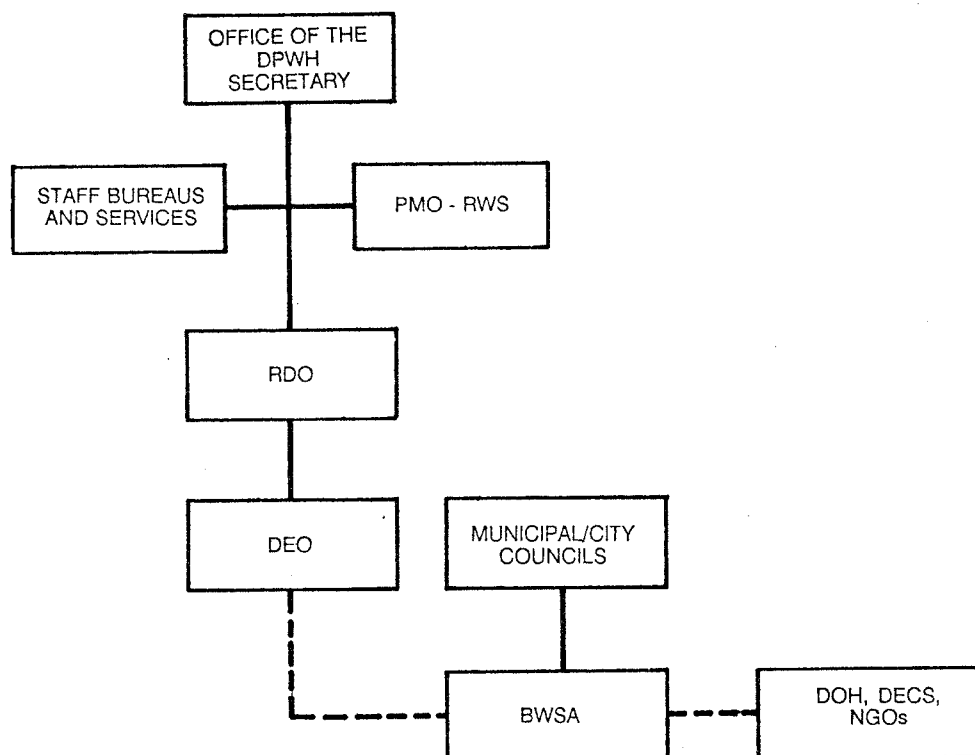 OFFICE OF THE
DPWH
SECRETARY
STAFF BUREAUS
AND SERVICES
PMO - RWS
RDO
DEO
MUNICIPAL/CITY
COUNCILS
BWSA
DOH, DECS,
NGOs